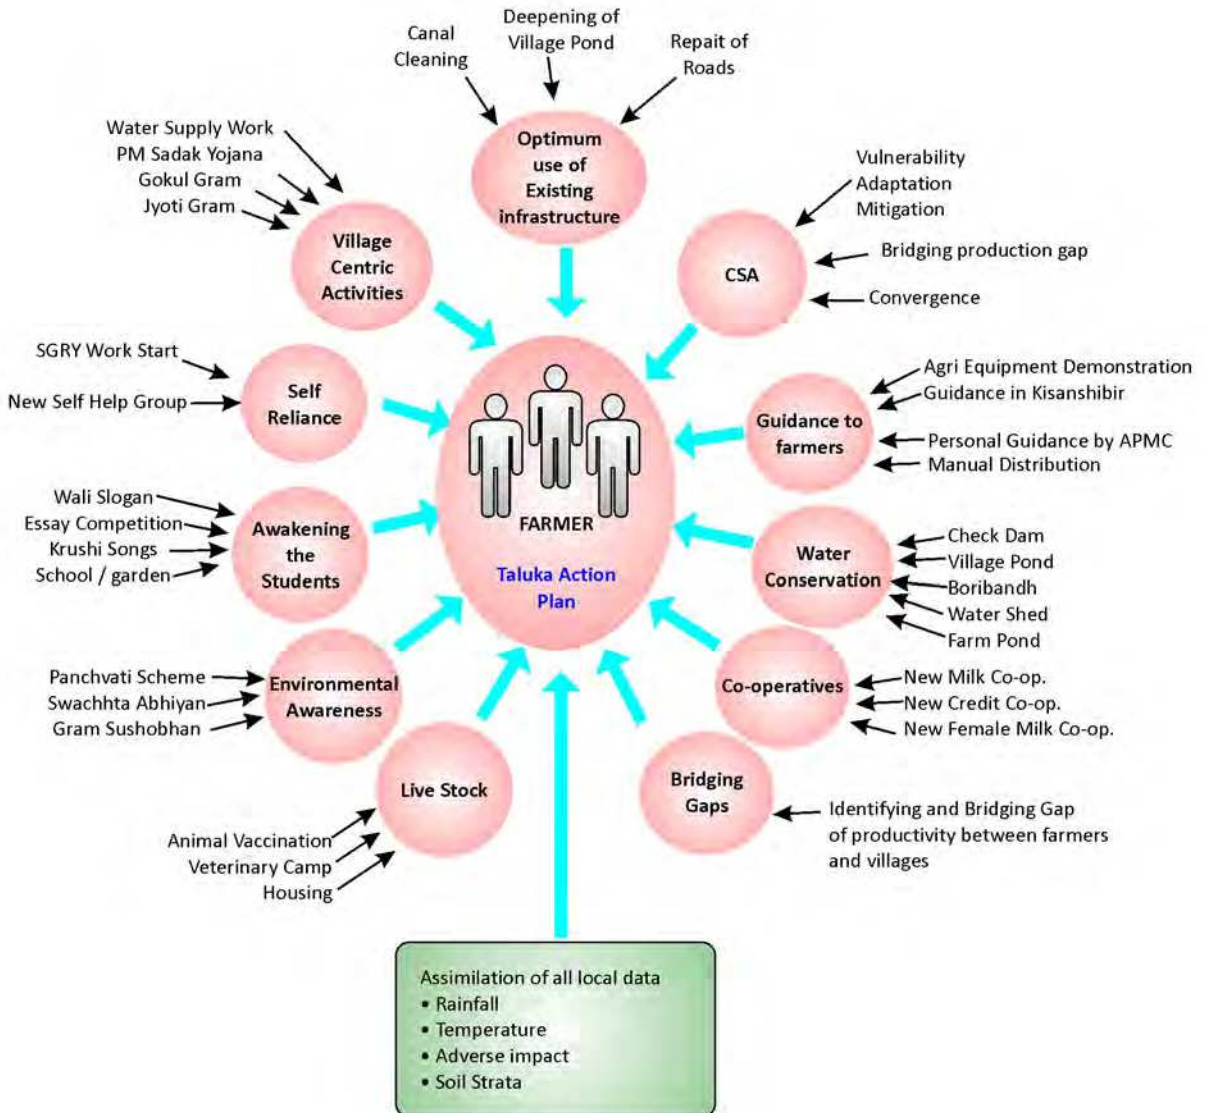 Canal
Cleaning
Deepening of
Village Pond
Repait of
Roads
Optimum
use of
Existing
infrastructure
Water Supply Work
PM Sadak Yojana
Gokul Gram
Jyoti Gram
Village
Centric
Activities
Vulnerability
Adaptation
Mitigation
Bridging production gap
Convergence
CSA
SGRY Work Start
New Self Help Group
Self
Reliance
Agri Equipment Demonstration
Guidance in Kisanshibir
Personal Guidance by APMC
Manual Distribution
Guidance to
farmers
FARMER
Taluka Action
Plan
Wali Slogan
Essay Competition
Krushi Songs
School / garden
Awakening
the
Students
Water
Conservation
Check Dam
Village Pond
Boribandh
Water Shed
Farm Pond
Panchvati Scheme
Swachhta Abhiyan
Gram Sushobhan
Environmental
Awareness
Co-operatives
New Milk Co-op.
New Credit Co-op.
New Female Milk Co-op.
Live Stock
Animal Vaccination
Veterinary Camp
Housing
Bridging
Gaps
Identifying and Bridging Gap
of productivity between farmers
and villages
Assimilation of all local data
• Rainfall
• Temperature
• Adverse impact
• Soil Strata